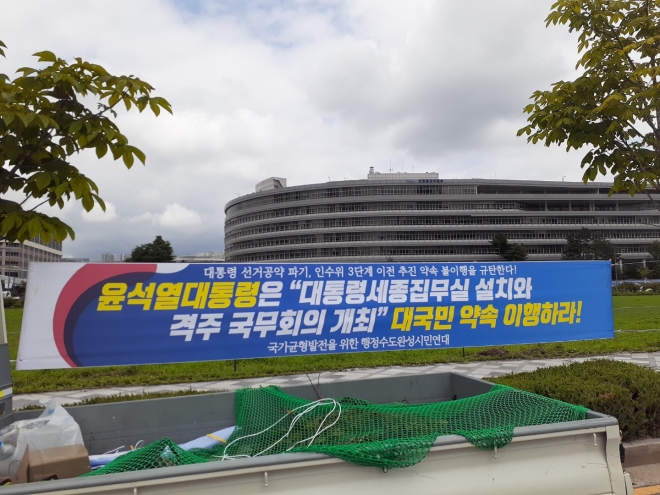 대통령 선거공약 파기, 인수위 3단계 이전 추진 약속 불이행을 규탄한다!
윤석열대통령은 "대통령세종집무실 설치와
격주 국무회의 개최" 대국민 약속 이행하라!
국가균형발전을 위한 행정수도완성시민연대